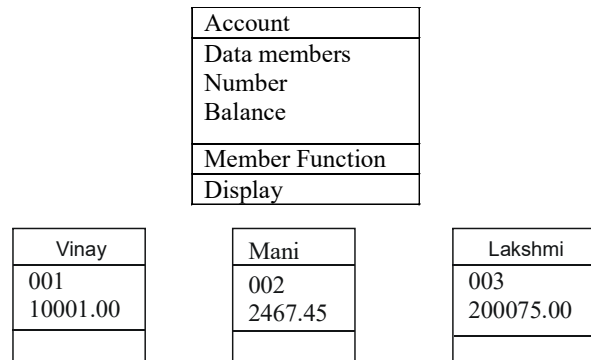 Account
Data members
Number
Balance
Member Function
Display
Vinay
001
10001.00
Mani
002
2467.45
Lakshmi
003
200075.00